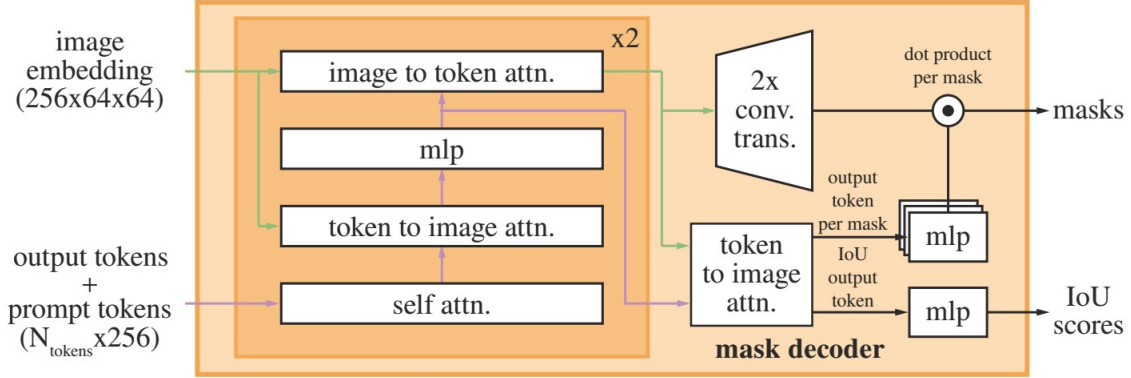 image
embedding
(256x64x64)
output tokens
+
prompt tokens
(N_tokens x256)
x2
image to token attn.
mlp
token to image attn.
self attn.
2x
conv.
trans.
dot product
per mask
masks
output
token
per mask
mlp
token
to image
attn.
IoU
output
token
mlp
IoU
scores
mask decoder